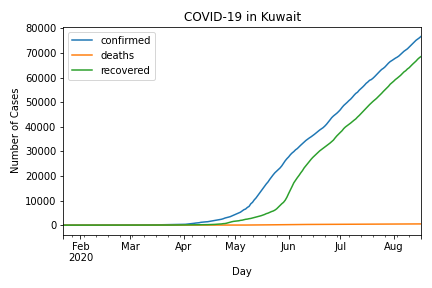 COVID-19 in Kuwait
confirmed
deaths
recovered
80000
70000
60000
50000
40000
30000
20000
10000
0
Number of Cases
Feb Mar Apr May Jun Jul Aug
2020
Day